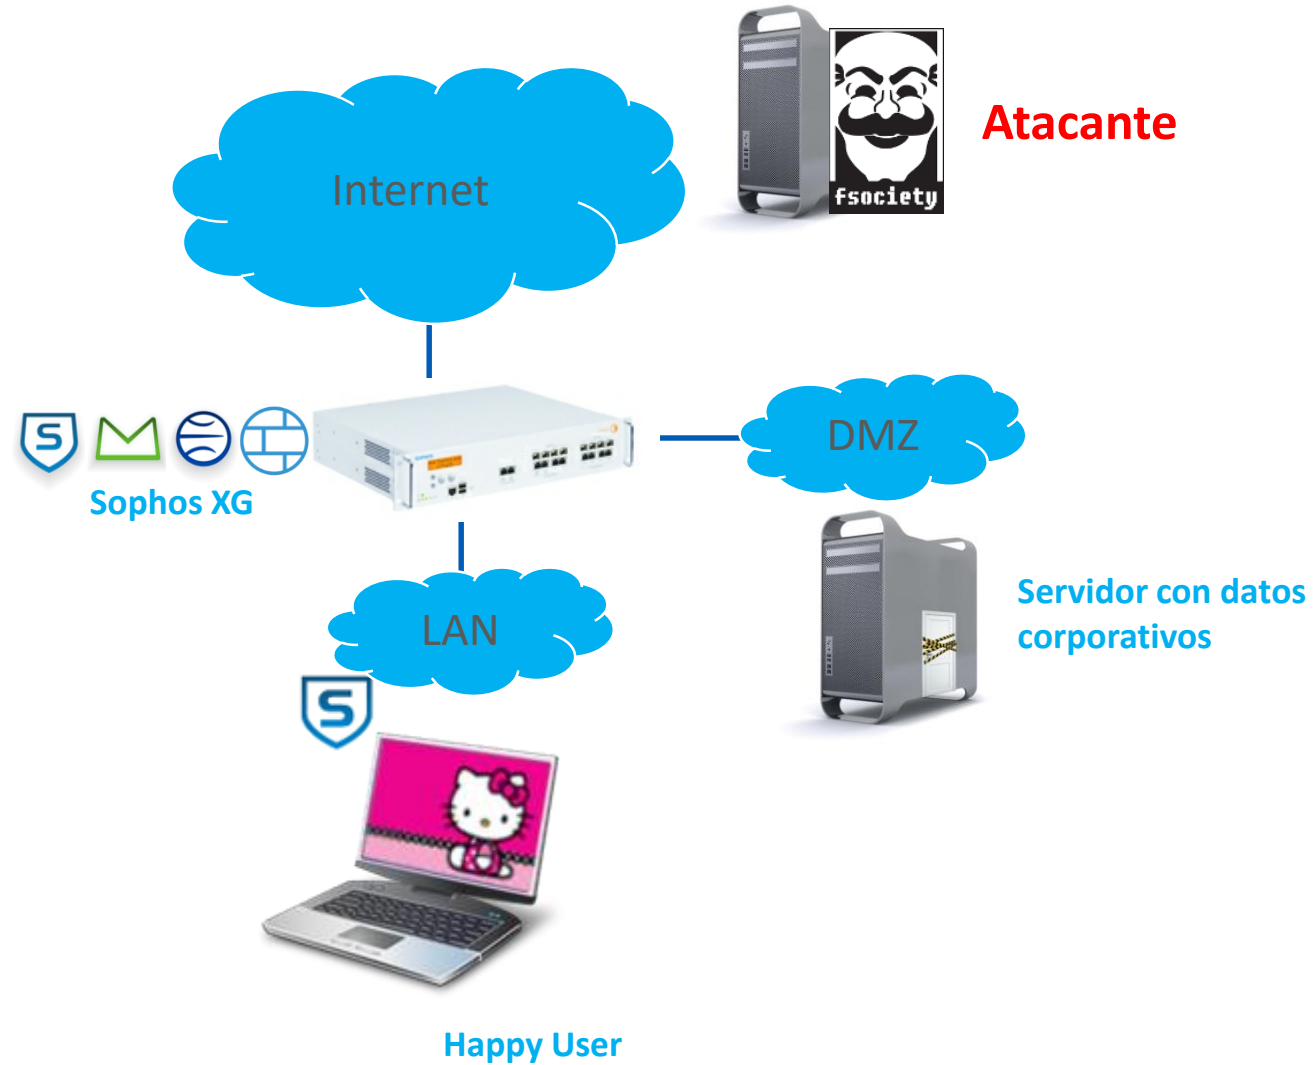 Internet
fsociety
Atacante
DMZ
S
Sophos XG
Servidor con datos
corporativos
LAN
S
Happy User